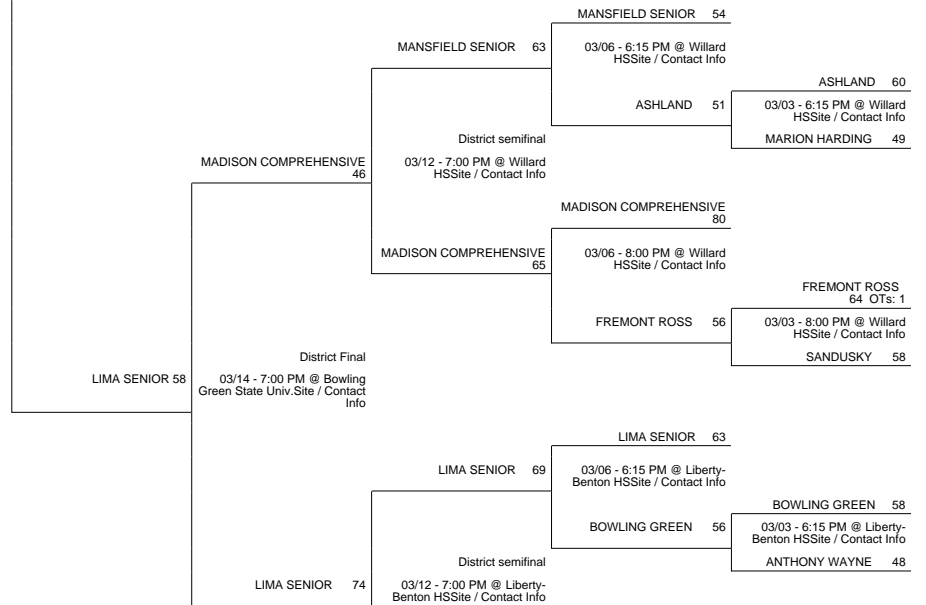 MANSFIELD SENIOR 54
MANSFIELD SENIOR 63
03/06 - 6:15 PM @ Willard
HSSite / Contact Info
ASHLAND 60
ASHLAND 51
03/03 - 6:15 PM @ Willard
HSSite / Contact Info
MARION HARDING 49
District semifinal
MADISON COMPREHENSIVE
46
03/12 - 7:00 PM @ Willard
HSSite / Contact Info
MADISON COMPREHENSIVE
80
MADISON COMPREHENSIVE
65
03/06 - 8:00 PM @ Willard
HSSite / Contact Info
FREMONT ROSS
64 OTs: 1
FREMONT ROSS 56
03/03 - 8:00 PM @ Willard
HSSite / Contact Info
SANDUSKY 58
District Final
LIMA SENIOR 58
03/14 - 7:00 PM @ Bowling
Green State Univ.Site / Contact
Info
LIMA SENIOR 63
LIMA SENIOR 69
03/06 - 6:15 PM @ Liberty-
Benton HSSite / Contact Info
BOWLING GREEN 58
BOWLING GREEN 56
03/03 - 6:15 PM @ Liberty-
Benton HSSite / Contact Info
ANTHONY WAYNE 48
District semifinal
LIMA SENIOR 74
03/12 - 7:00 PM @ Liberty-
Benton HSSite / Contact Info